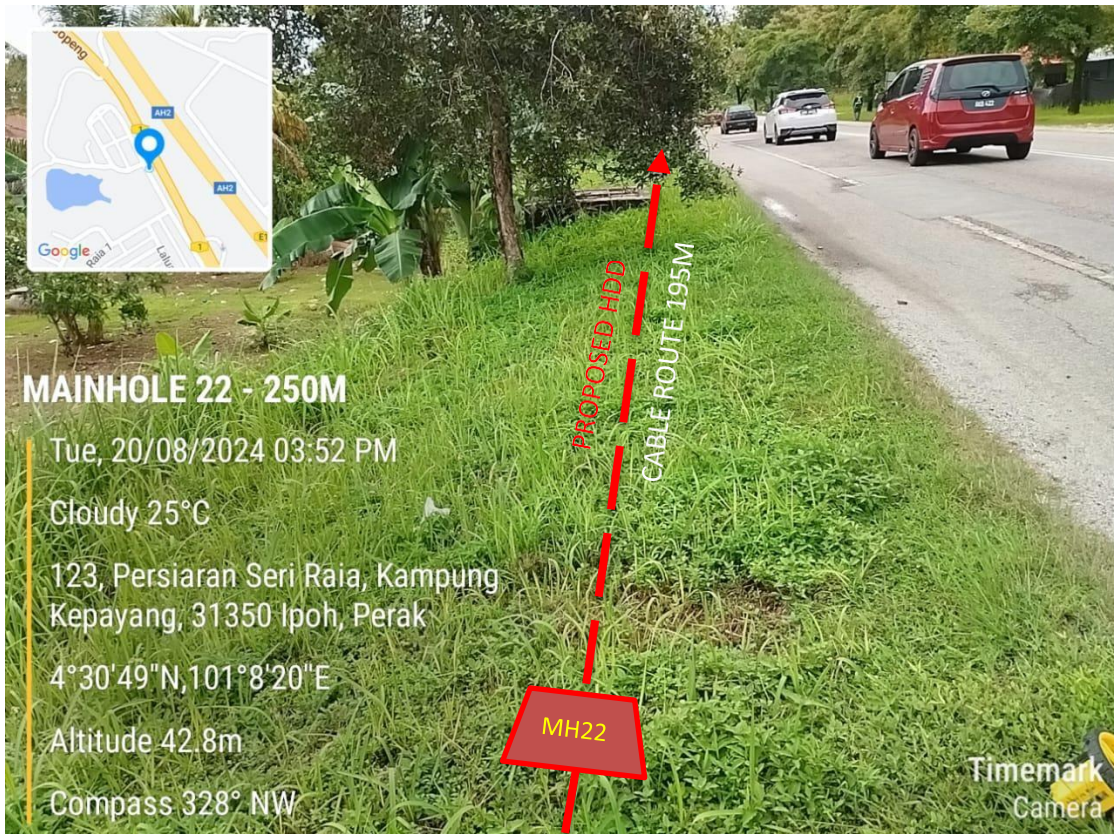 Gopeng
AH2
1
AH2
E1
1
Raia 1
Google
PROPOSED HDD
CABLE ROUTE 195M
MAINHOLE 22 - 250M
Tue, 20/08/2024 03:52 PM
Cloudy 25°C
123, Persiaran Seri Raia, Kampung
Kepayang, 31350 Ipoh, Perak
4°30'49"N,101°8'20"E
Altitude 42.8m
Compass 328° NW
MH22
Timemark
Camera